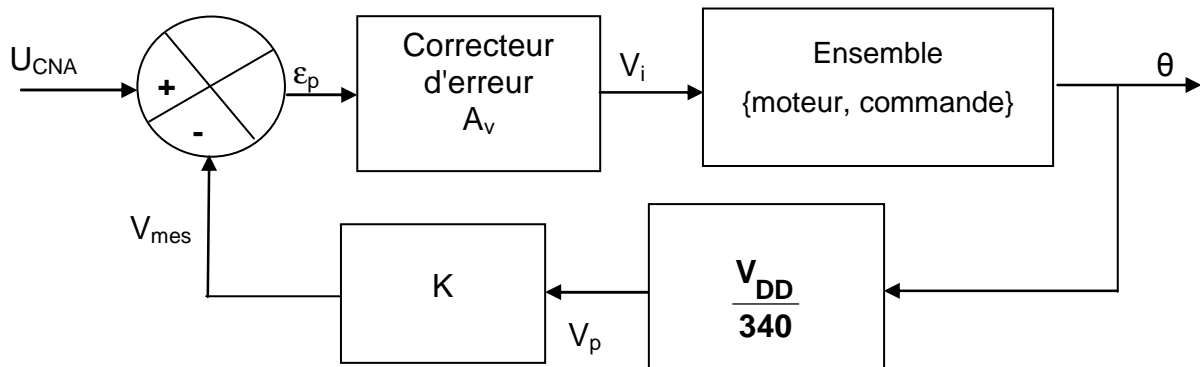 U_CNA
+
-
ε_p
Correcteur
d'erreur
A_v
V_i
Ensemble
{moteur, commande}
θ
V_mes
K
V_p
V_DD
340